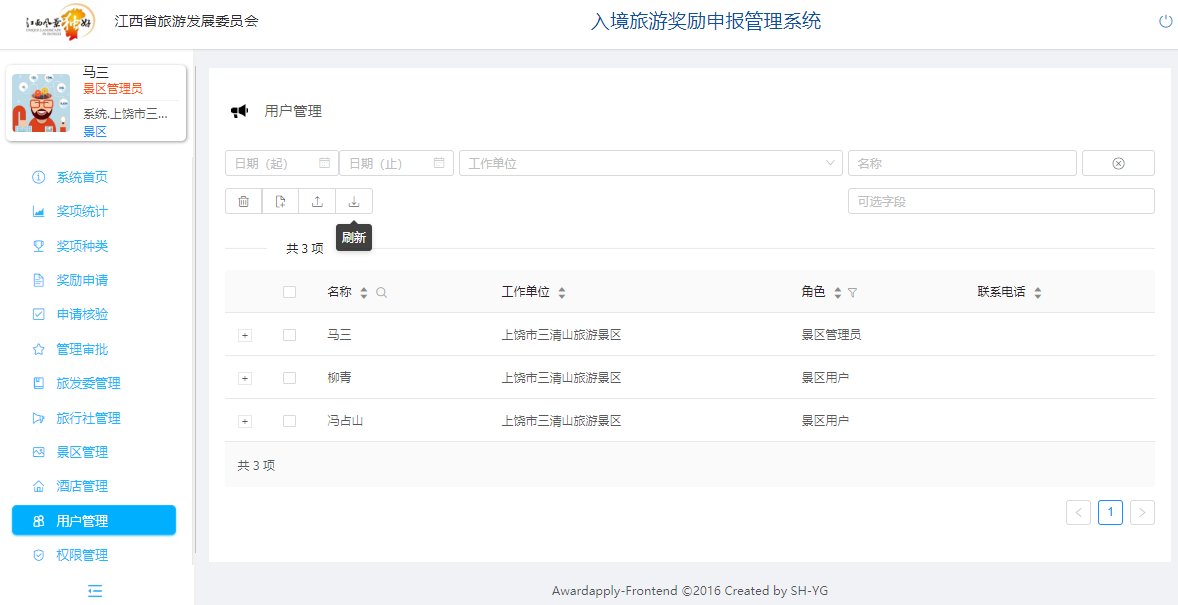 江西风景独好
江西省旅游发展委员会
入境旅游奖励申报管理系统
马三
景区管理员
系统.上饶市三...
景区
系统首页
奖项统计
奖项种类
奖励申请
申请核验
管理审批
旅发委管理
旅行社管理
景区管理
酒店管理
用户管理
权限管理
用户管理
日期（起） 日期（止） 工作单位 名称
可选字段
刷新
共 3 项
名称 工作单位 角色 联系电话
马三 上饶市三清山旅游景区 景区管理员
柳青 上饶市三清山旅游景区 景区用户
冯占山 上饶市三清山旅游景区 景区用户
共 3 项
< 1 >
Awardapply-Frontend ©2016 Created by SH-YG